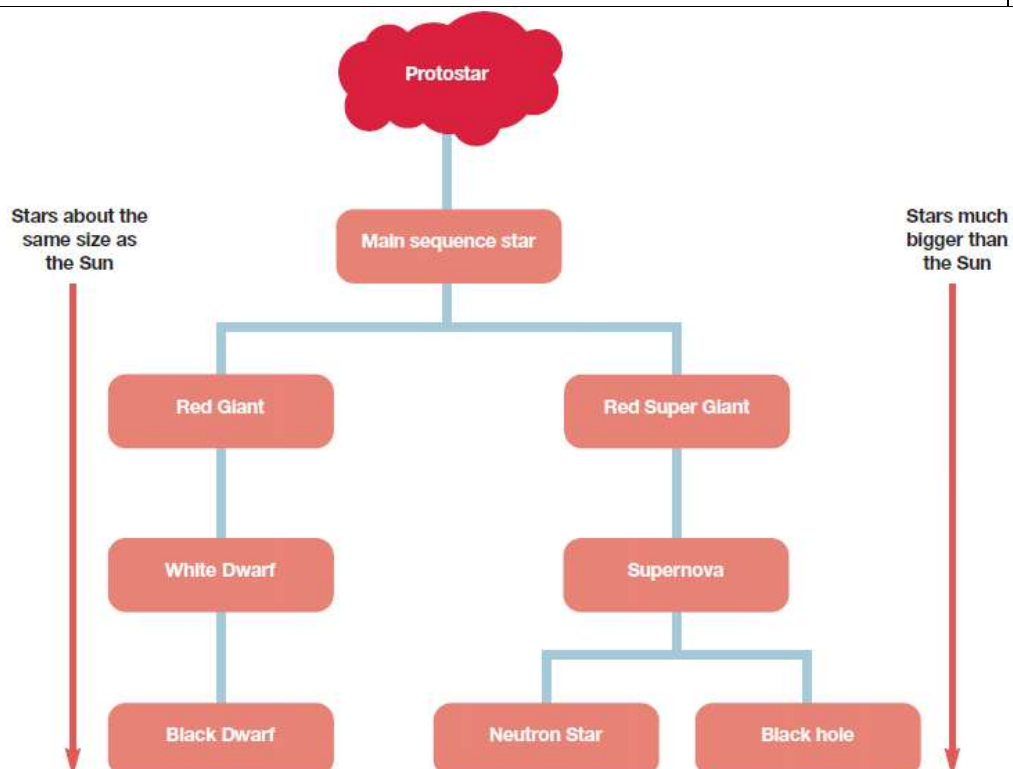 Protostar
Stars about the
same size as
the Sun
Main sequence star
Stars much
bigger than
the Sun
Red Giant
Red Super Giant
White Dwarf
Supernova
Black Dwarf
Neutron Star
Black hole